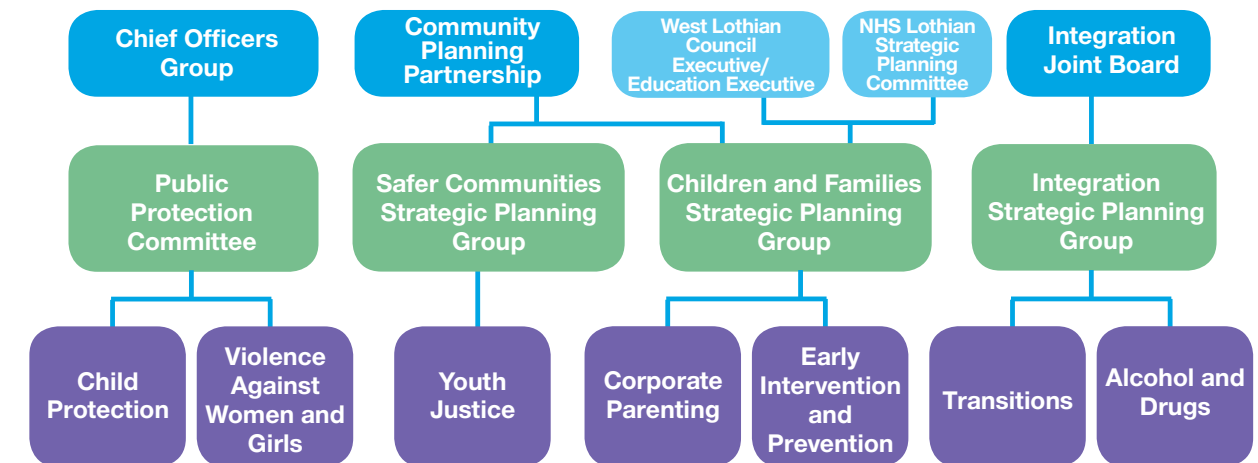 Chief Officers
Group
Community
Planning
Partnership
West Lothian
Council
Executive/
Education Executive
NHS Lothian
Strategic
Planning
Committee
Integration
Joint Board
Public
Protection
Committee
Safer Communities
Strategic Planning
Group
Children and Families
Strategic Planning
Group
Integration
Strategic Planning
Group
Child
Protection
Violence
Against
Women and
Girls
Youth
Justice
Corporate
Parenting
Early
Intervention
and
Prevention
Transitions
Alcohol and
Drugs